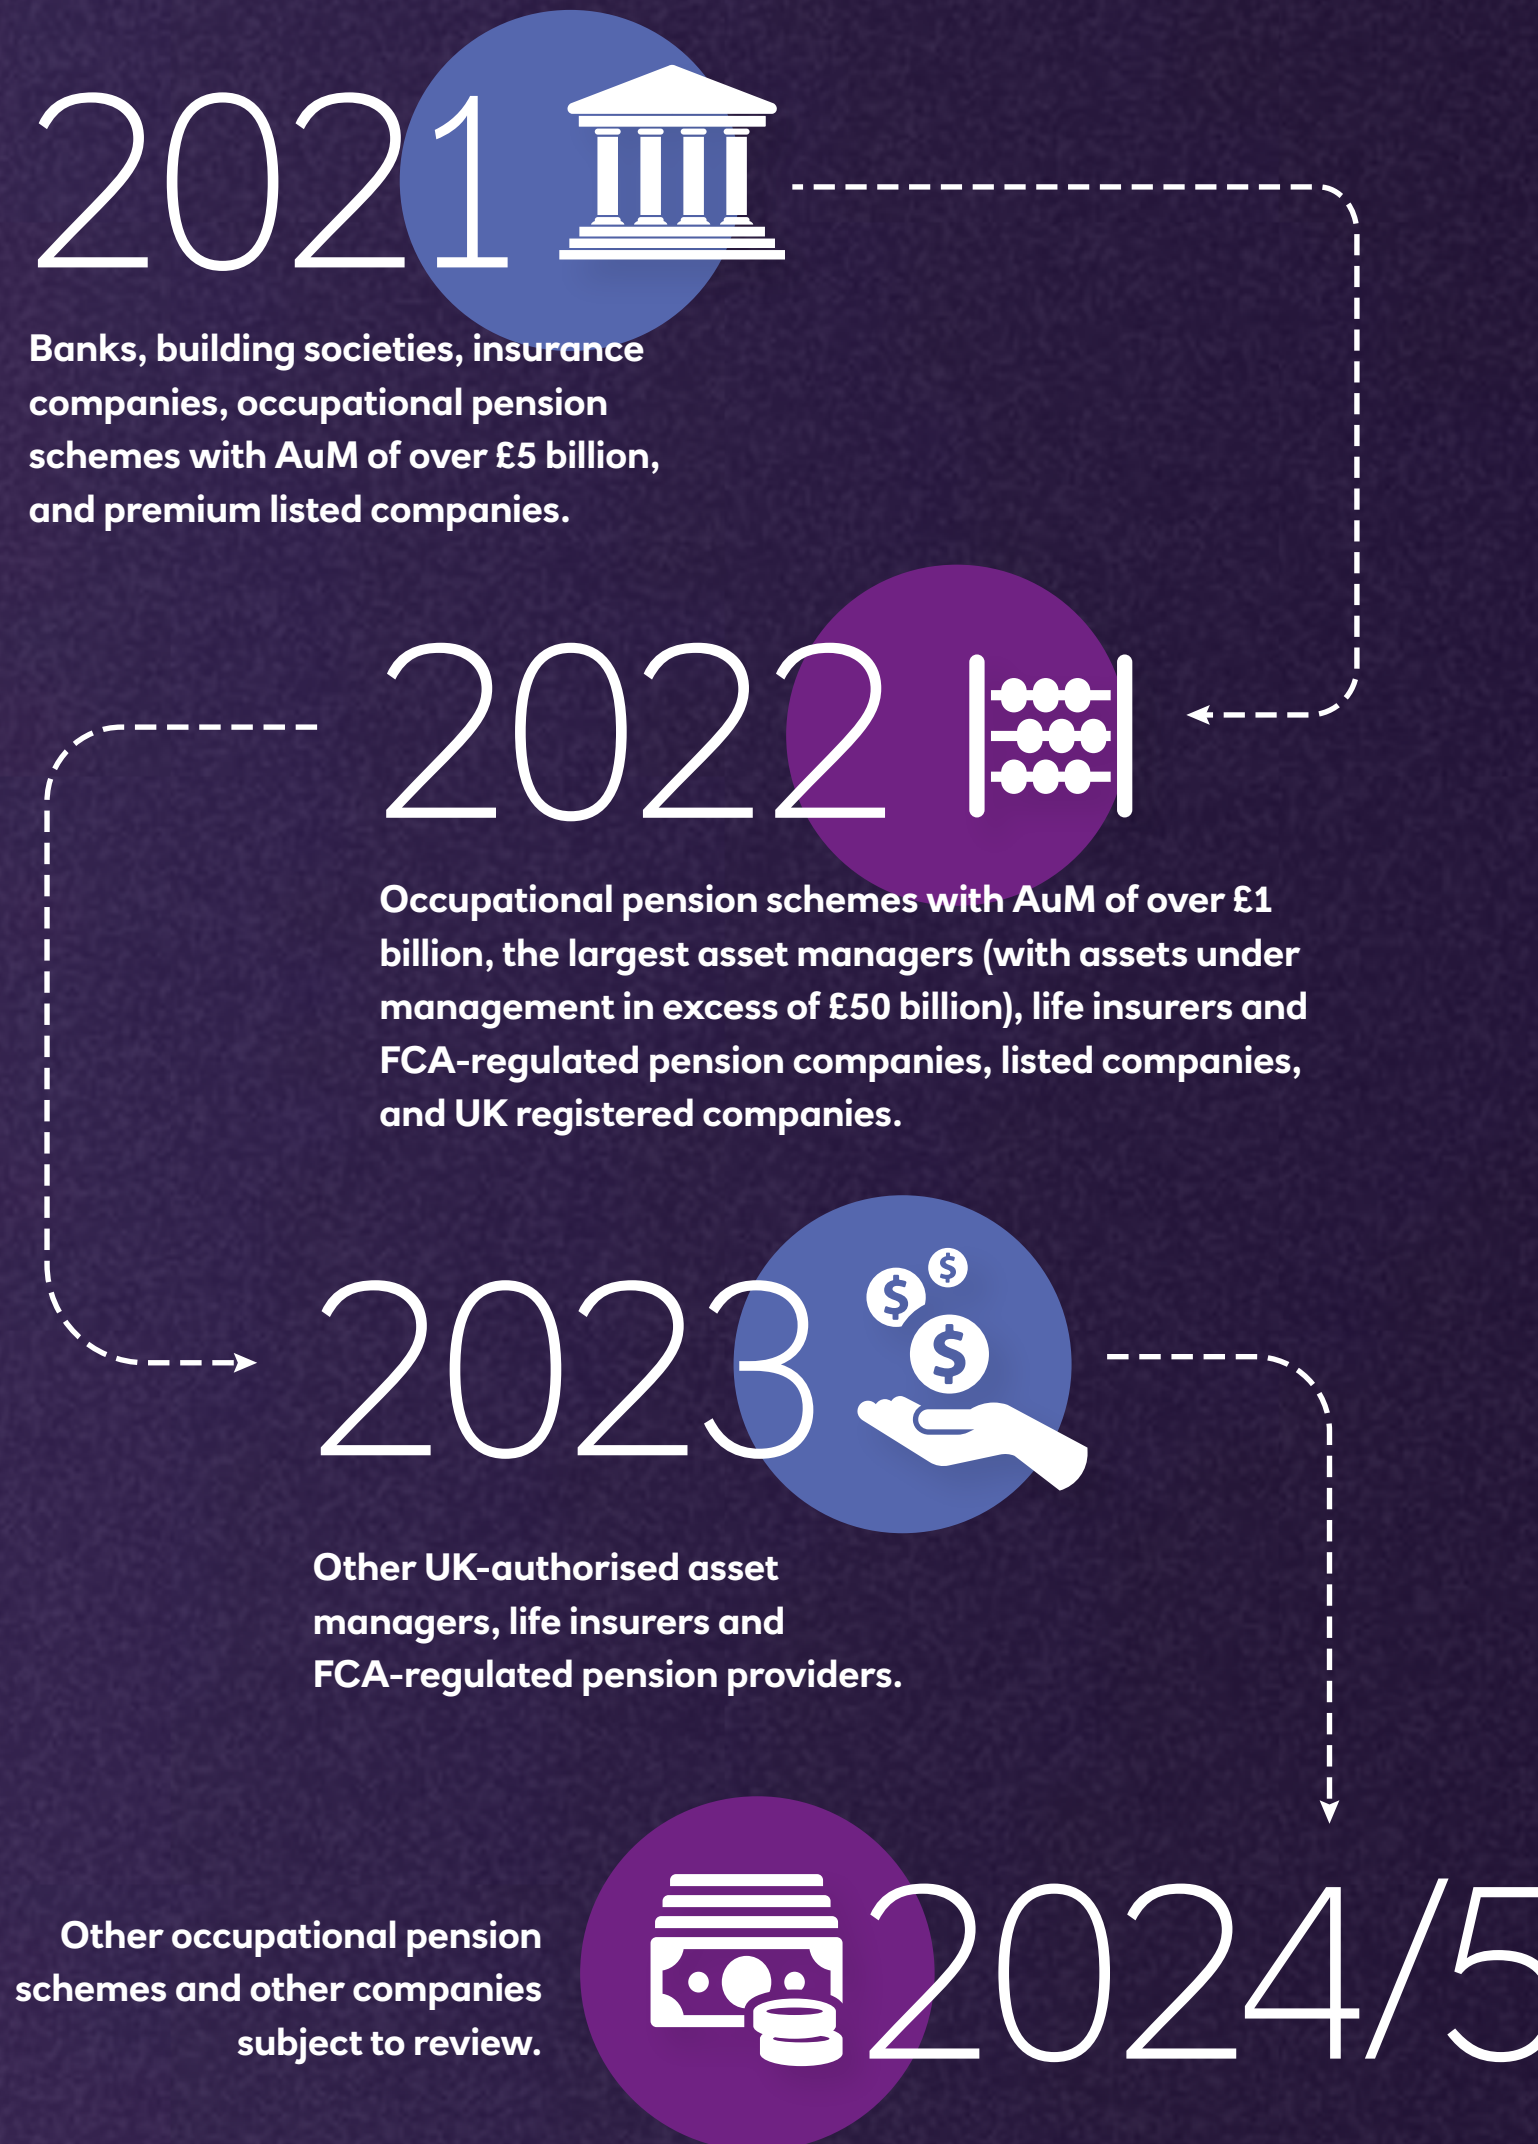 2021
Banks, building societies, insurance
companies, occupational pension
schemes with AuM of over £5 billion,
and premium listed companies.
2022
Occupational pension schemes with AuM of over £1
billion, the largest asset managers (with assets under
management in excess of £50 billion), life insurers and
FCA-regulated pension companies, listed companies,
and UK registered companies.
2023
$
$
$
Other UK-authorised asset
managers, life insurers and
FCA-regulated pension providers.
2024/5
Other occupational pension
schemes and other companies
subject to review.